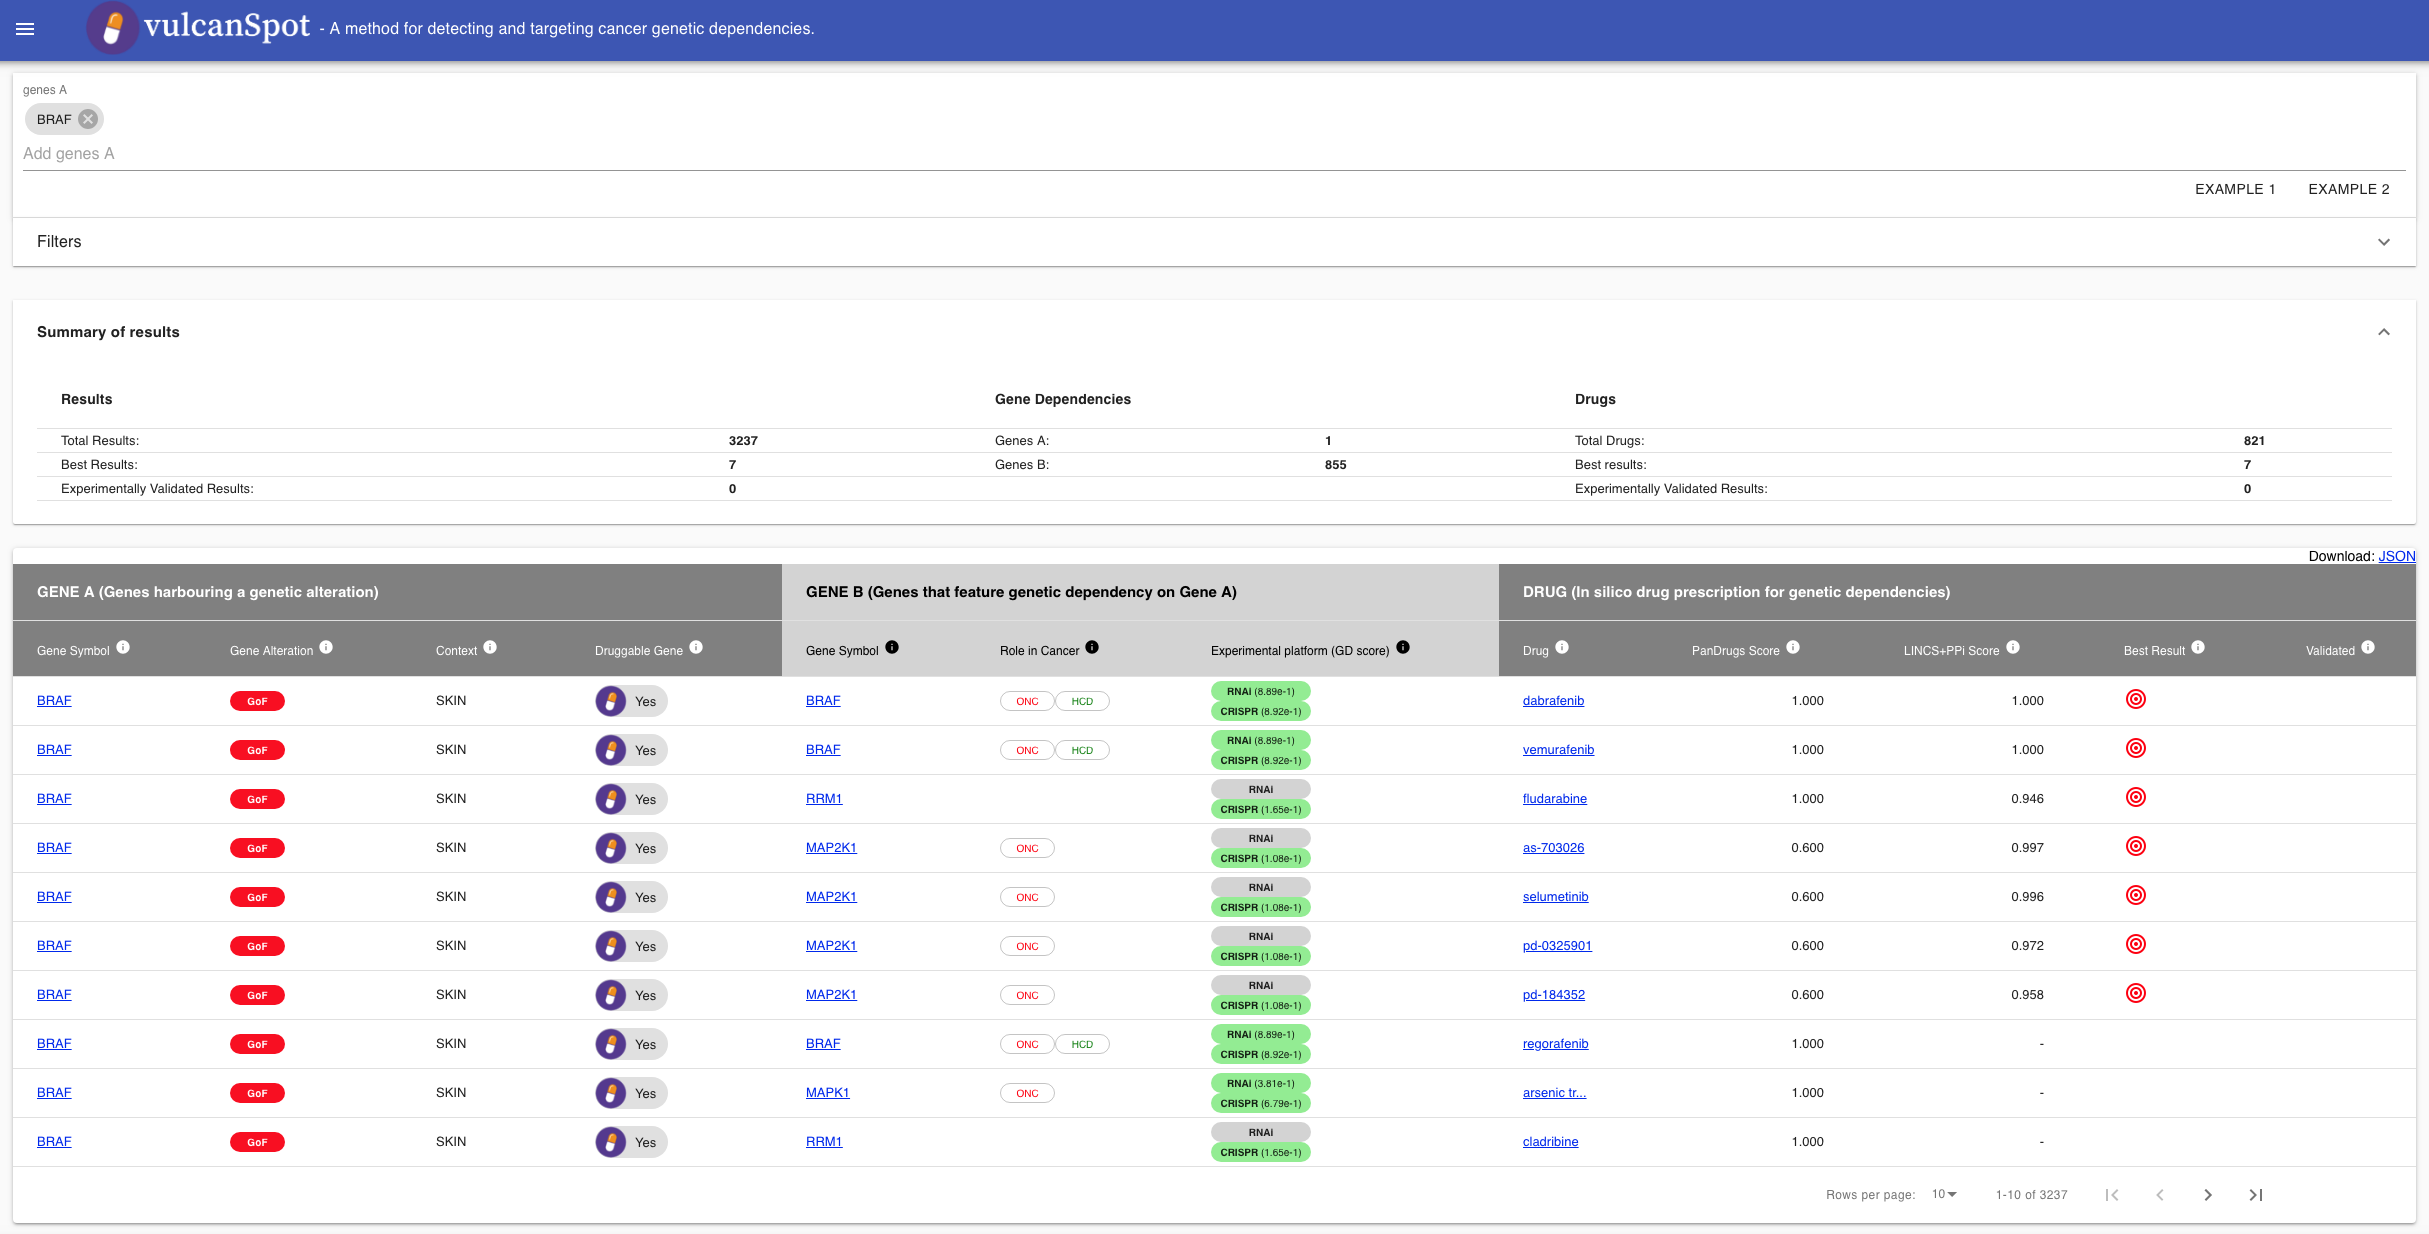 vulcanSpot - A method for detecting and targeting cancer genetic dependencies.
genes A
BRAF
Add genes A
EXAMPLE 1 EXAMPLE 2
Filters
Summary of results
Results Gene Dependencies Drugs
Total Results: 3237 Genes A: 1 Total Drugs: 821
Best Results: 7 Genes B: 855 Best results: 7
Experimentally Validated Results: 0 Experimentally Validated Results: 0
Download: JSON
GENE A (Genes harbouring a genetic alteration) GENE B (Genes that feature genetic dependency on Gene A) DRUG (In silico drug prescription for genetic dependencies)
Gene Symbol Gene Alteration Context Druggable Gene Gene Symbol Role in Cancer Experimental platform (GD score) Drug PanDrugs Score LINCS+PPi Score Best Result Validated
BRAF GoF SKIN Yes BRAF ONC HCD RNAi (8.89e-1) CRISPR (8.92e-1) dabrafenib 1.000 1.000
BRAF GoF SKIN Yes BRAF ONC HCD RNAi (8.89e-1) CRISPR (8.92e-1) vemurafenib 1.000 1.000
BRAF GoF SKIN Yes RRM1 RNAi CRISPR (1.65e-1) fludarabine 1.000 0.946
BRAF GoF SKIN Yes MAP2K1 ONC RNAi CRISPR (1.08e-1) as-703026 0.600 0.997
BRAF GoF SKIN Yes MAP2K1 ONC RNAi CRISPR (1.08e-1) selumetinib 0.600 0.996
BRAF GoF SKIN Yes MAP2K1 ONC RNAi CRISPR (1.08e-1) pd-0325901 0.600 0.972
BRAF GoF SKIN Yes MAP2K1 ONC RNAi CRISPR (1.08e-1) pd-184352 0.600 0.958
BRAF GoF SKIN Yes BRAF ONC HCD RNAi (8.89e-1) CRISPR (8.92e-1) regorafenib 1.000 -
BRAF GoF SKIN Yes MAPK1 ONC RNAi (3.81e-1) CRISPR (6.79e-1) arsenic tr... 1.000 -
BRAF GoF SKIN Yes RRM1 RNAi CRISPR (1.65e-1) cladribine 1.000 -
Rows per page: 10 1-10 of 3237